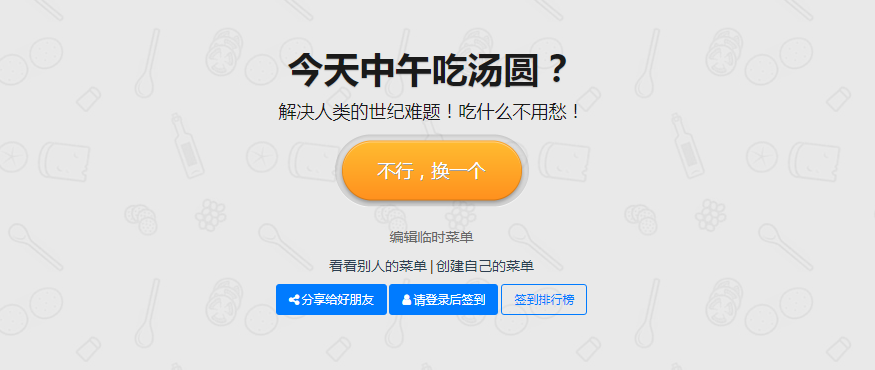 今天中午吃汤圆？
解决人类的世纪难题！吃什么不用愁！
不行，换一个
编辑临时菜单
看看别人的菜单 | 创建自己的菜单
分享给好朋友 请登录后签到 签到排行榜